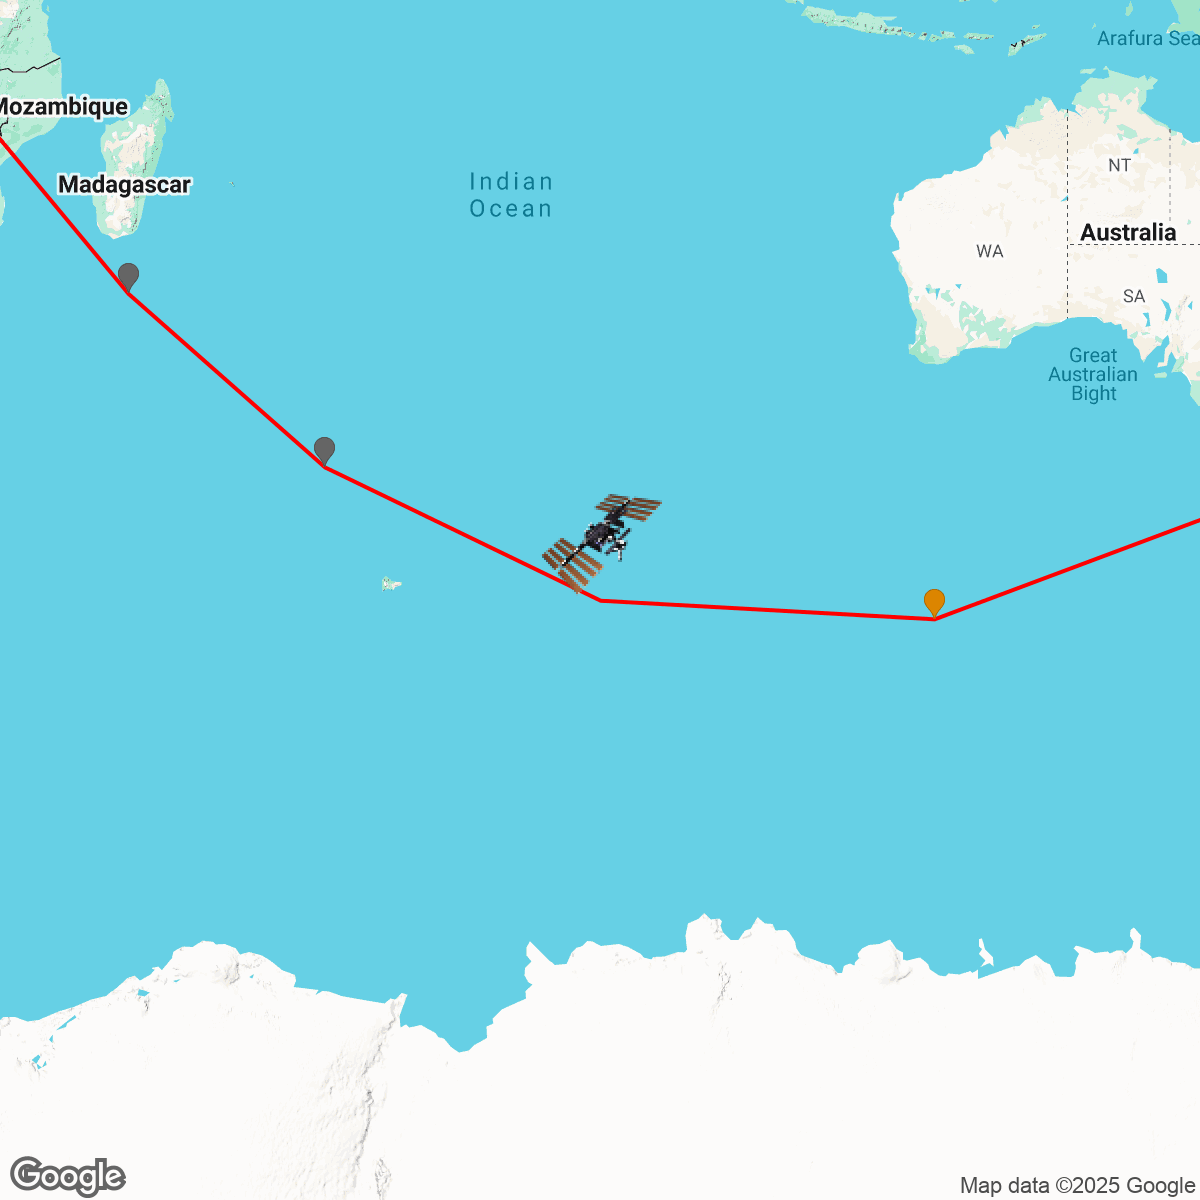 Arafura Sea
Mozambique
Madagascar
Indian
Ocean
NT
Australia
WA
SA
Great
Australian
Bight
Google
Map data ©2025 Google